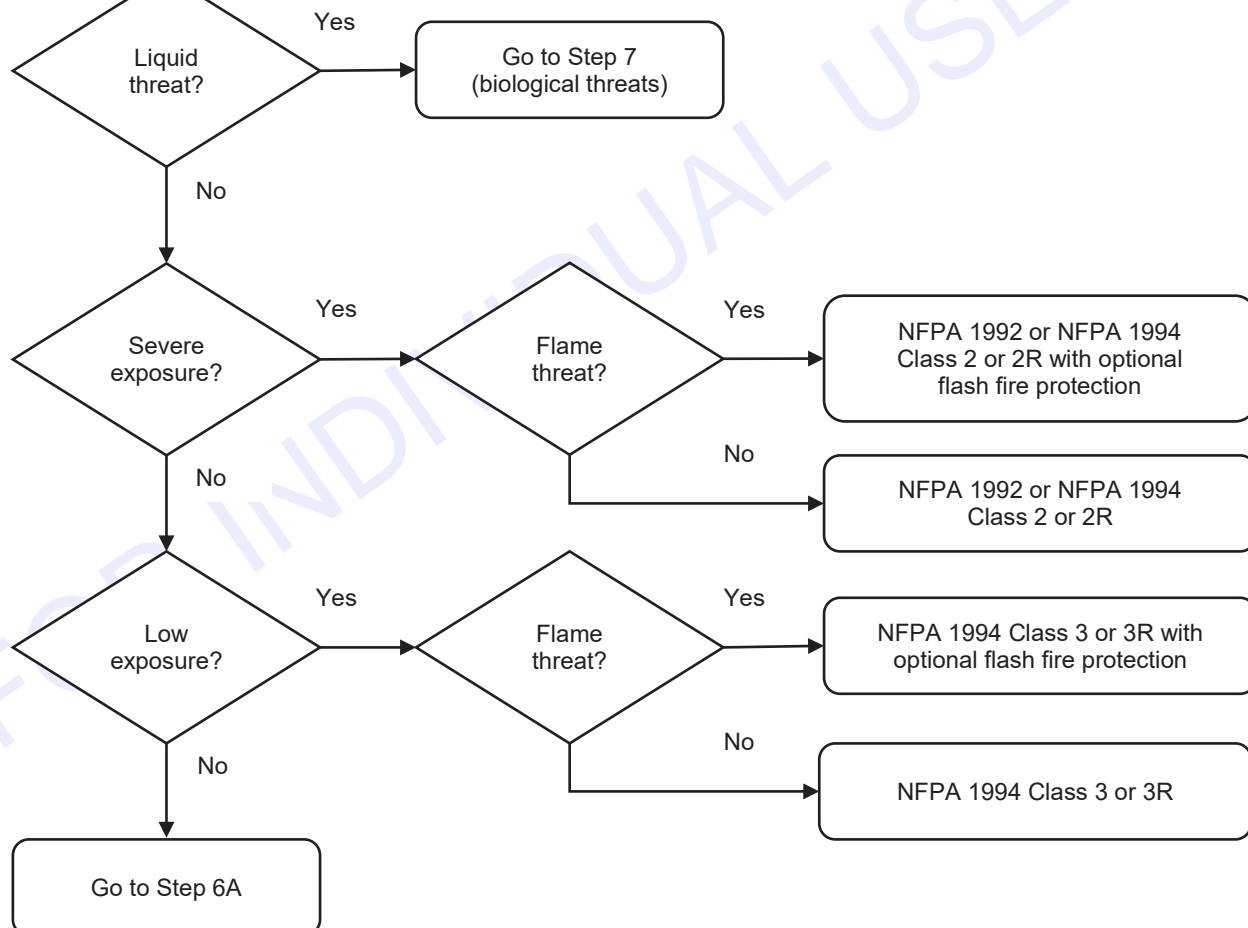 Yes
Liquid
threat?
Go to Step 7
(biological threats)
No
Severe
exposure?
Yes
Flame
threat?
Yes
NFPA 1992 or NFPA 1994
Class 2 or 2R with optional
flash fire protection
No
No
NFPA 1992 or NFPA 1994
Class 2 or 2R
Low
exposure?
Yes
Flame
threat?
Yes
NFPA 1994 Class 3 or 3R with
optional flash fire protection
No
No
NFPA 1994 Class 3 or 3R
Go to Step 6A
FOR INDIVIDUAL USE